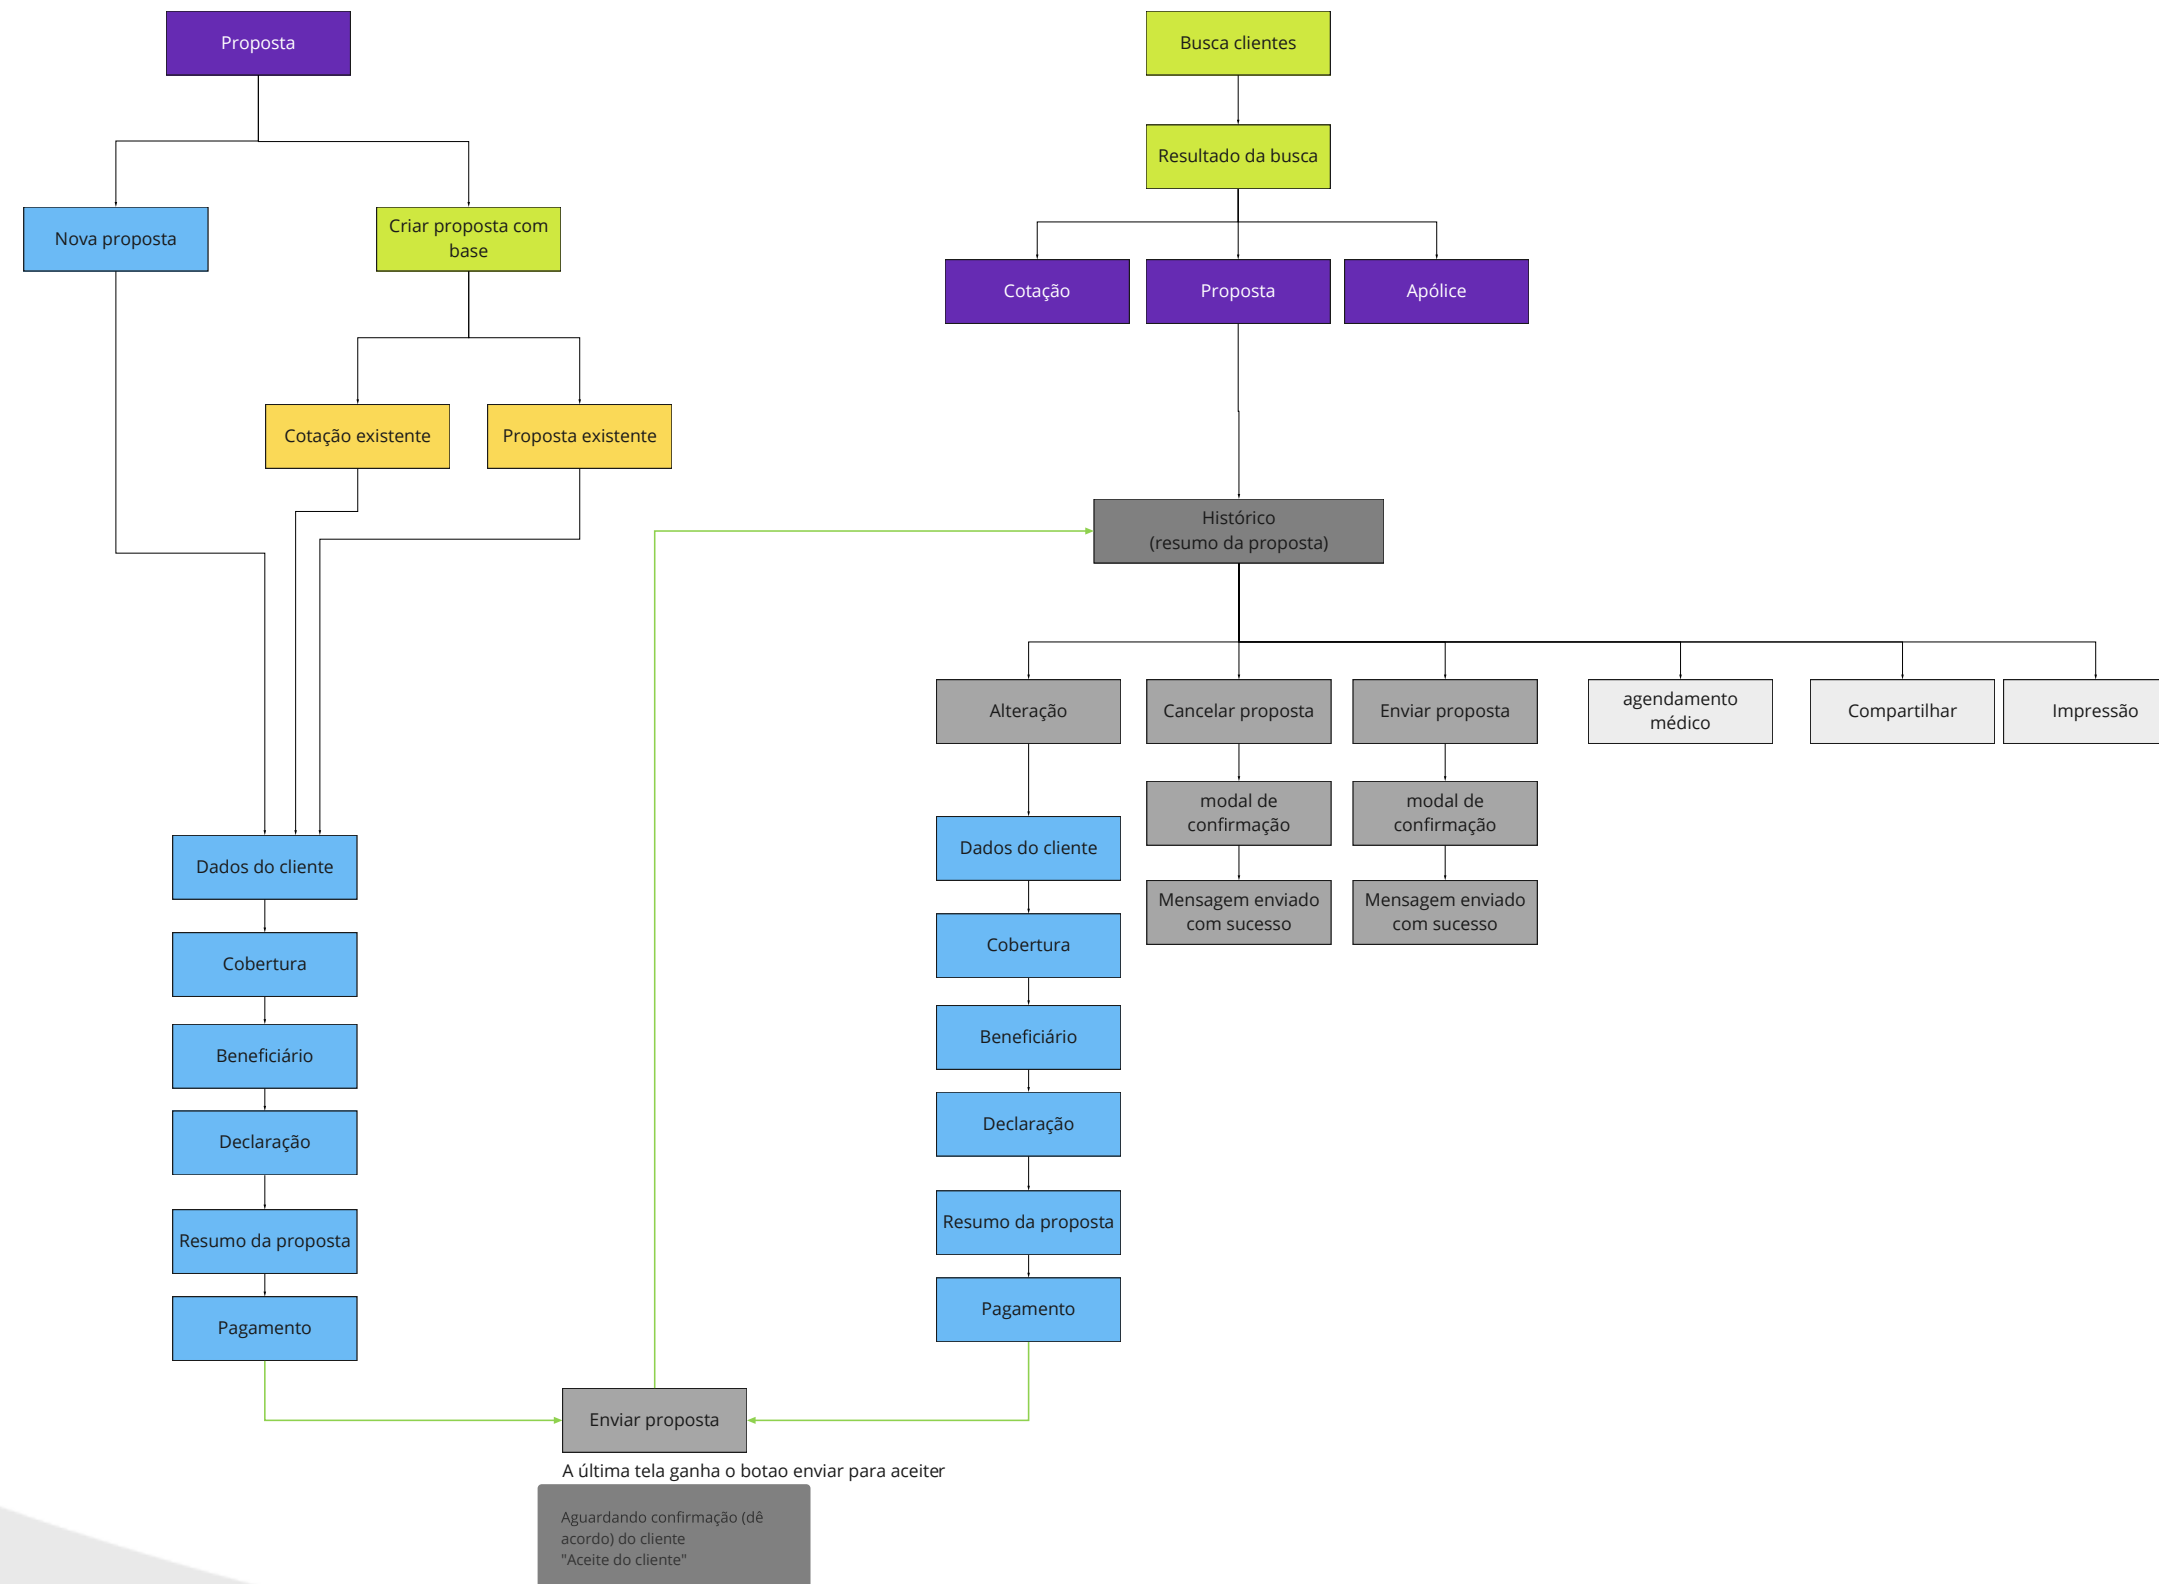 Proposta
Busca clientes
Resultado da busca
Nova proposta
Criar proposta com
base
Cotação
Proposta
Apólice
Cotação existente
Proposta existente
Histórico
(resumo da proposta)
Alteração
Cancelar proposta
Enviar proposta
agendamento
médico
Compartilhar
Impressão
modal de
confirmação
modal de
confirmação
Dados do cliente
Dados do cliente
Mensagem enviado
com sucesso
Mensagem enviado
com sucesso
Cobertura
Cobertura
Beneficiário
Beneficiário
Declaração
Declaração
Resumo da proposta
Resumo da proposta
Pagamento
Pagamento
Enviar proposta
A última tela ganha o botao enviar para aceiter
Aguardando confirmação (dê
acordo) do cliente
"Aceite do cliente"